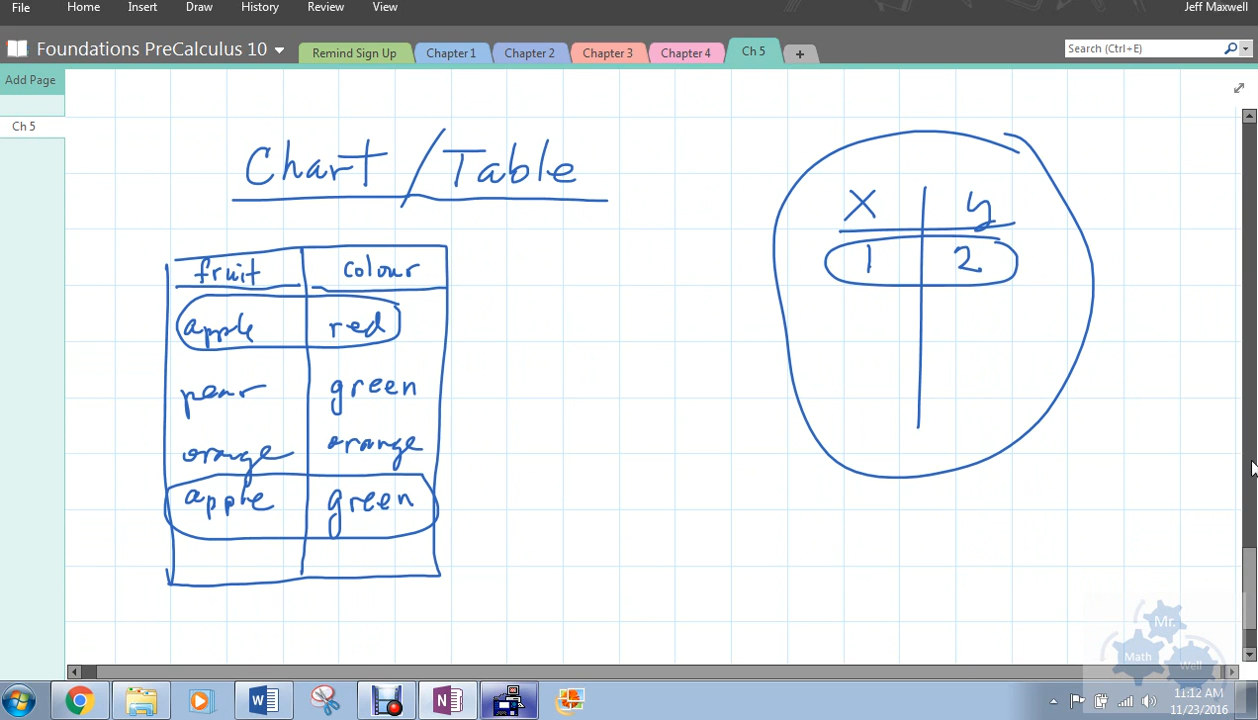 File Home Insert Draw History Review View Jeff Maxwell
Foundations PreCalculus 10 Remind Sign Up Chapter 1 Chapter 2 Chapter 3 Chapter 4 Ch 5 Search (Ctrl+E)
Add Page
Ch 5
Chart / Table
fruit colour
apple red
pear green
orange orange
apple green
x y
1 2
Mr.
Math Well
11:12 AM
11/23/2016